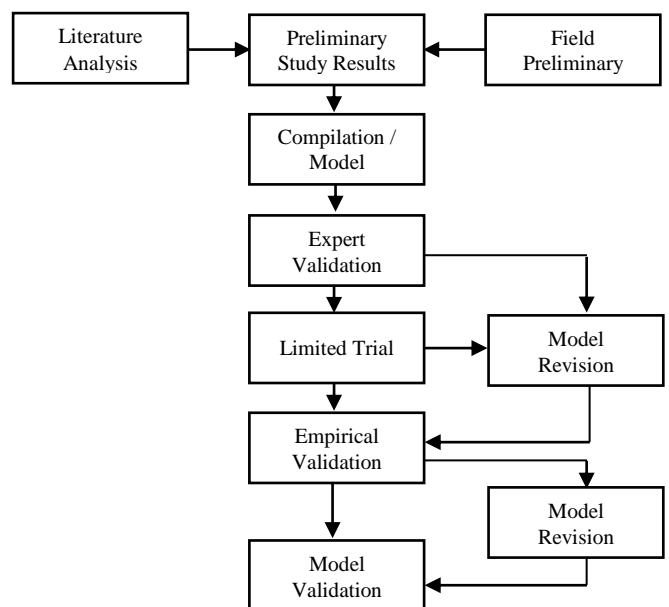 Literature
Analysis
Preliminary
Study Results
Field
Preliminary
Compilation /
Model
Expert
Validation
Limited Trial
Model
Revision
Empirical
Validation
Model
Revision
Model
Validation